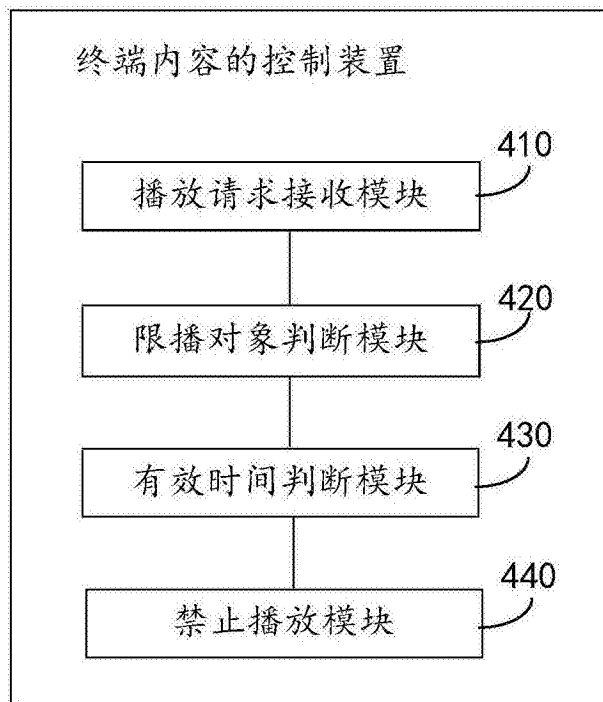 终端内容的控制装置
410
播放请求接收模块
420
限播对象判断模块
430
有效时间判断模块
440
禁止播放模块